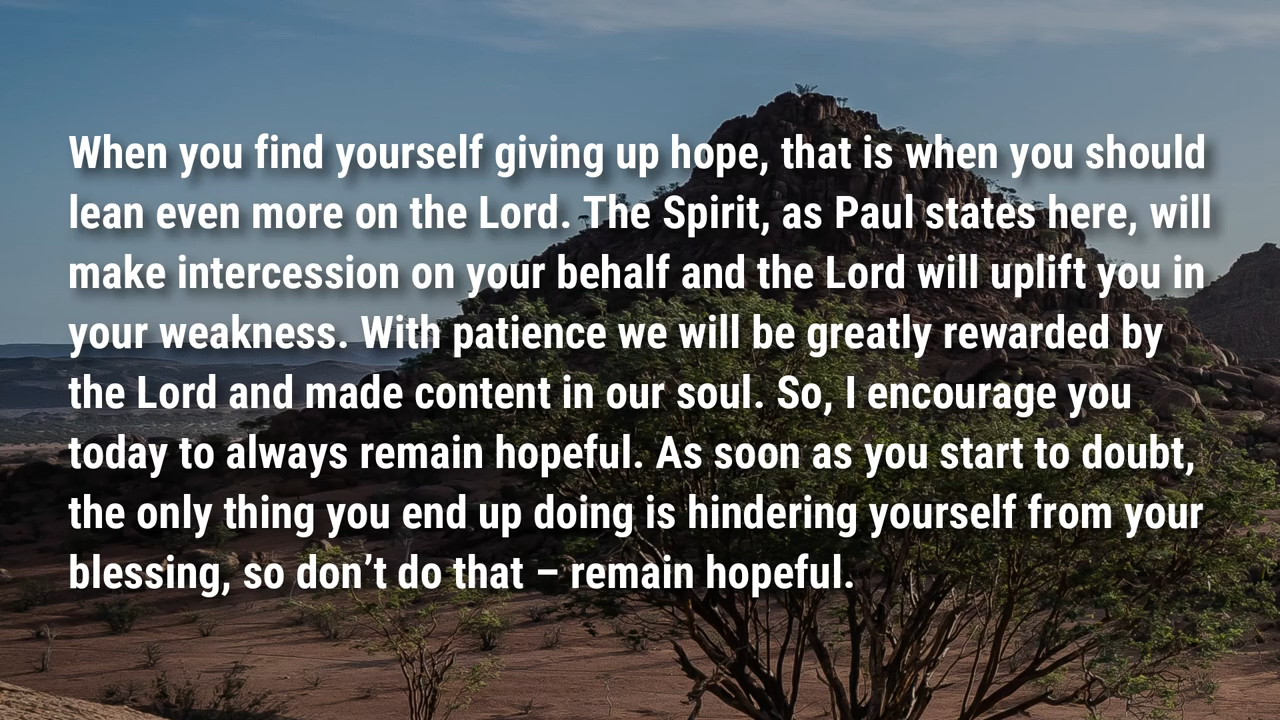 When you find yourself giving up hope, that is when you should
lean even more on the Lord. The Spirit, as Paul states here, will
make intercession on your behalf and the Lord will uplift you in
your weakness. With patience we will be greatly rewarded by
the Lord and made content in our soul. So, I encourage you
today to always remain hopeful. As soon as you start to doubt,
the only thing you end up doing is hindering yourself from your
blessing, so don’t do that – remain hopeful.